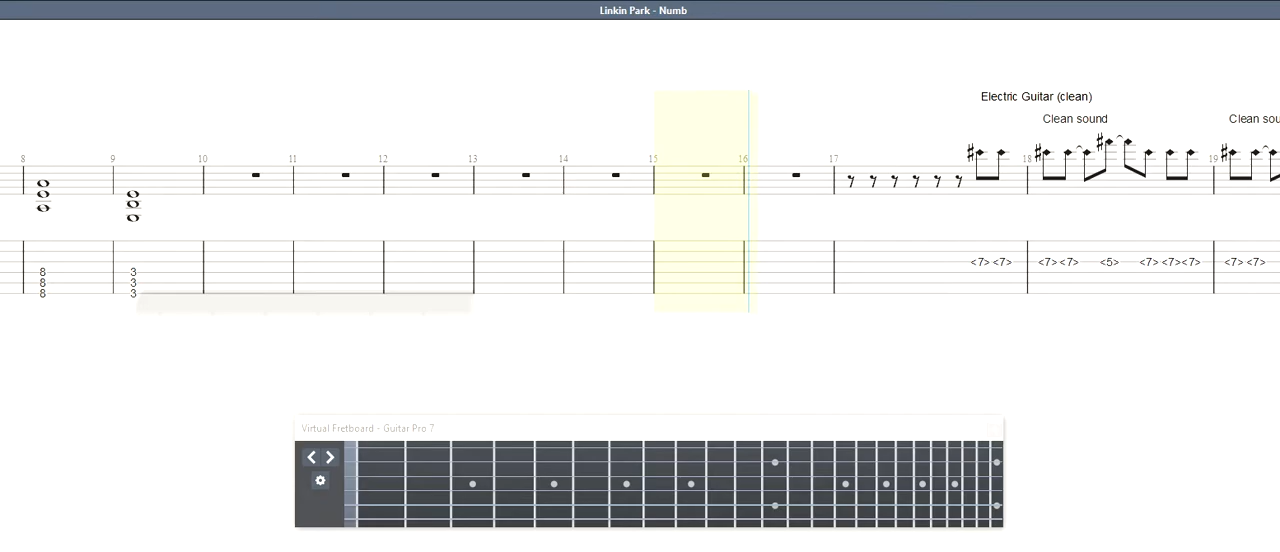 Linkin Park - Numb
Electric Guitar (clean)
Clean sound Clean sou
8 9 10 11 12 13 14 15 16 17 18 19
8 3 <7> <7> <7> <7> <5> <7> <7> <7> <7> <7>
8 3
8 3
Virtual Fretboard - Guitar Pro 7